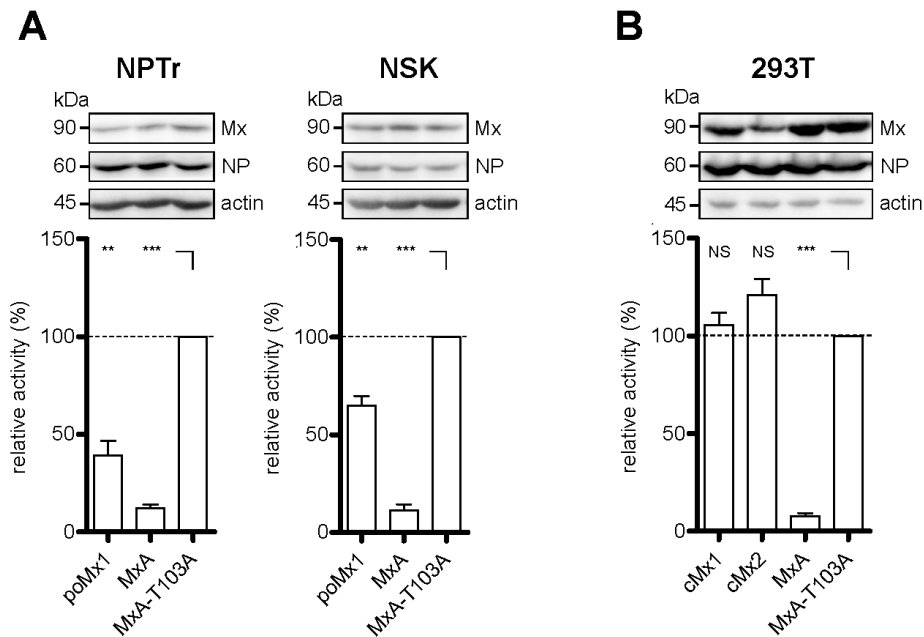 A
NPTr
kDa
90
Mx
60
NP
45
actin
150
100
50
0
relative activity (%)
** ***
poMx1
MxA
MxA-T103A
NSK
90
Mx
60
NP
45
actin
150
100
50
0
relative activity (%)
** ***
poMx1
MxA
MxA-T103A
B
293T
kDa
90
Mx
60
NP
45
actin
150
100
50
0
relative activity (%)
NS NS ***
cMx1
cMx2
MxA
MxA-T103A